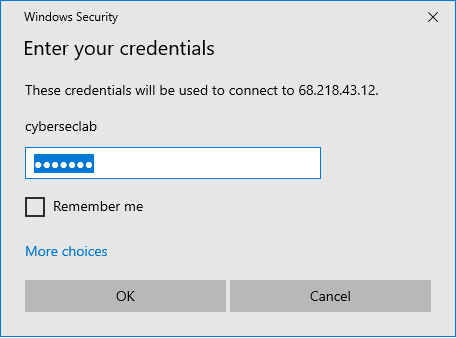 Windows Security
Enter your credentials
These credentials will be used to connect to 68.218.43.12.
cyberseclab
●●●●●●●
Remember me
More choices
OK
Cancel